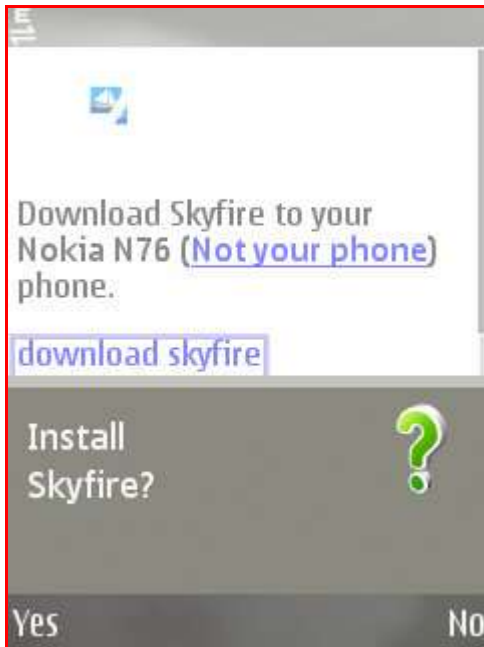 Download Skyfire to your
Nokia N76 (Not your phone)
phone.
download skyfire
Install
Skyfire?
Yes
No